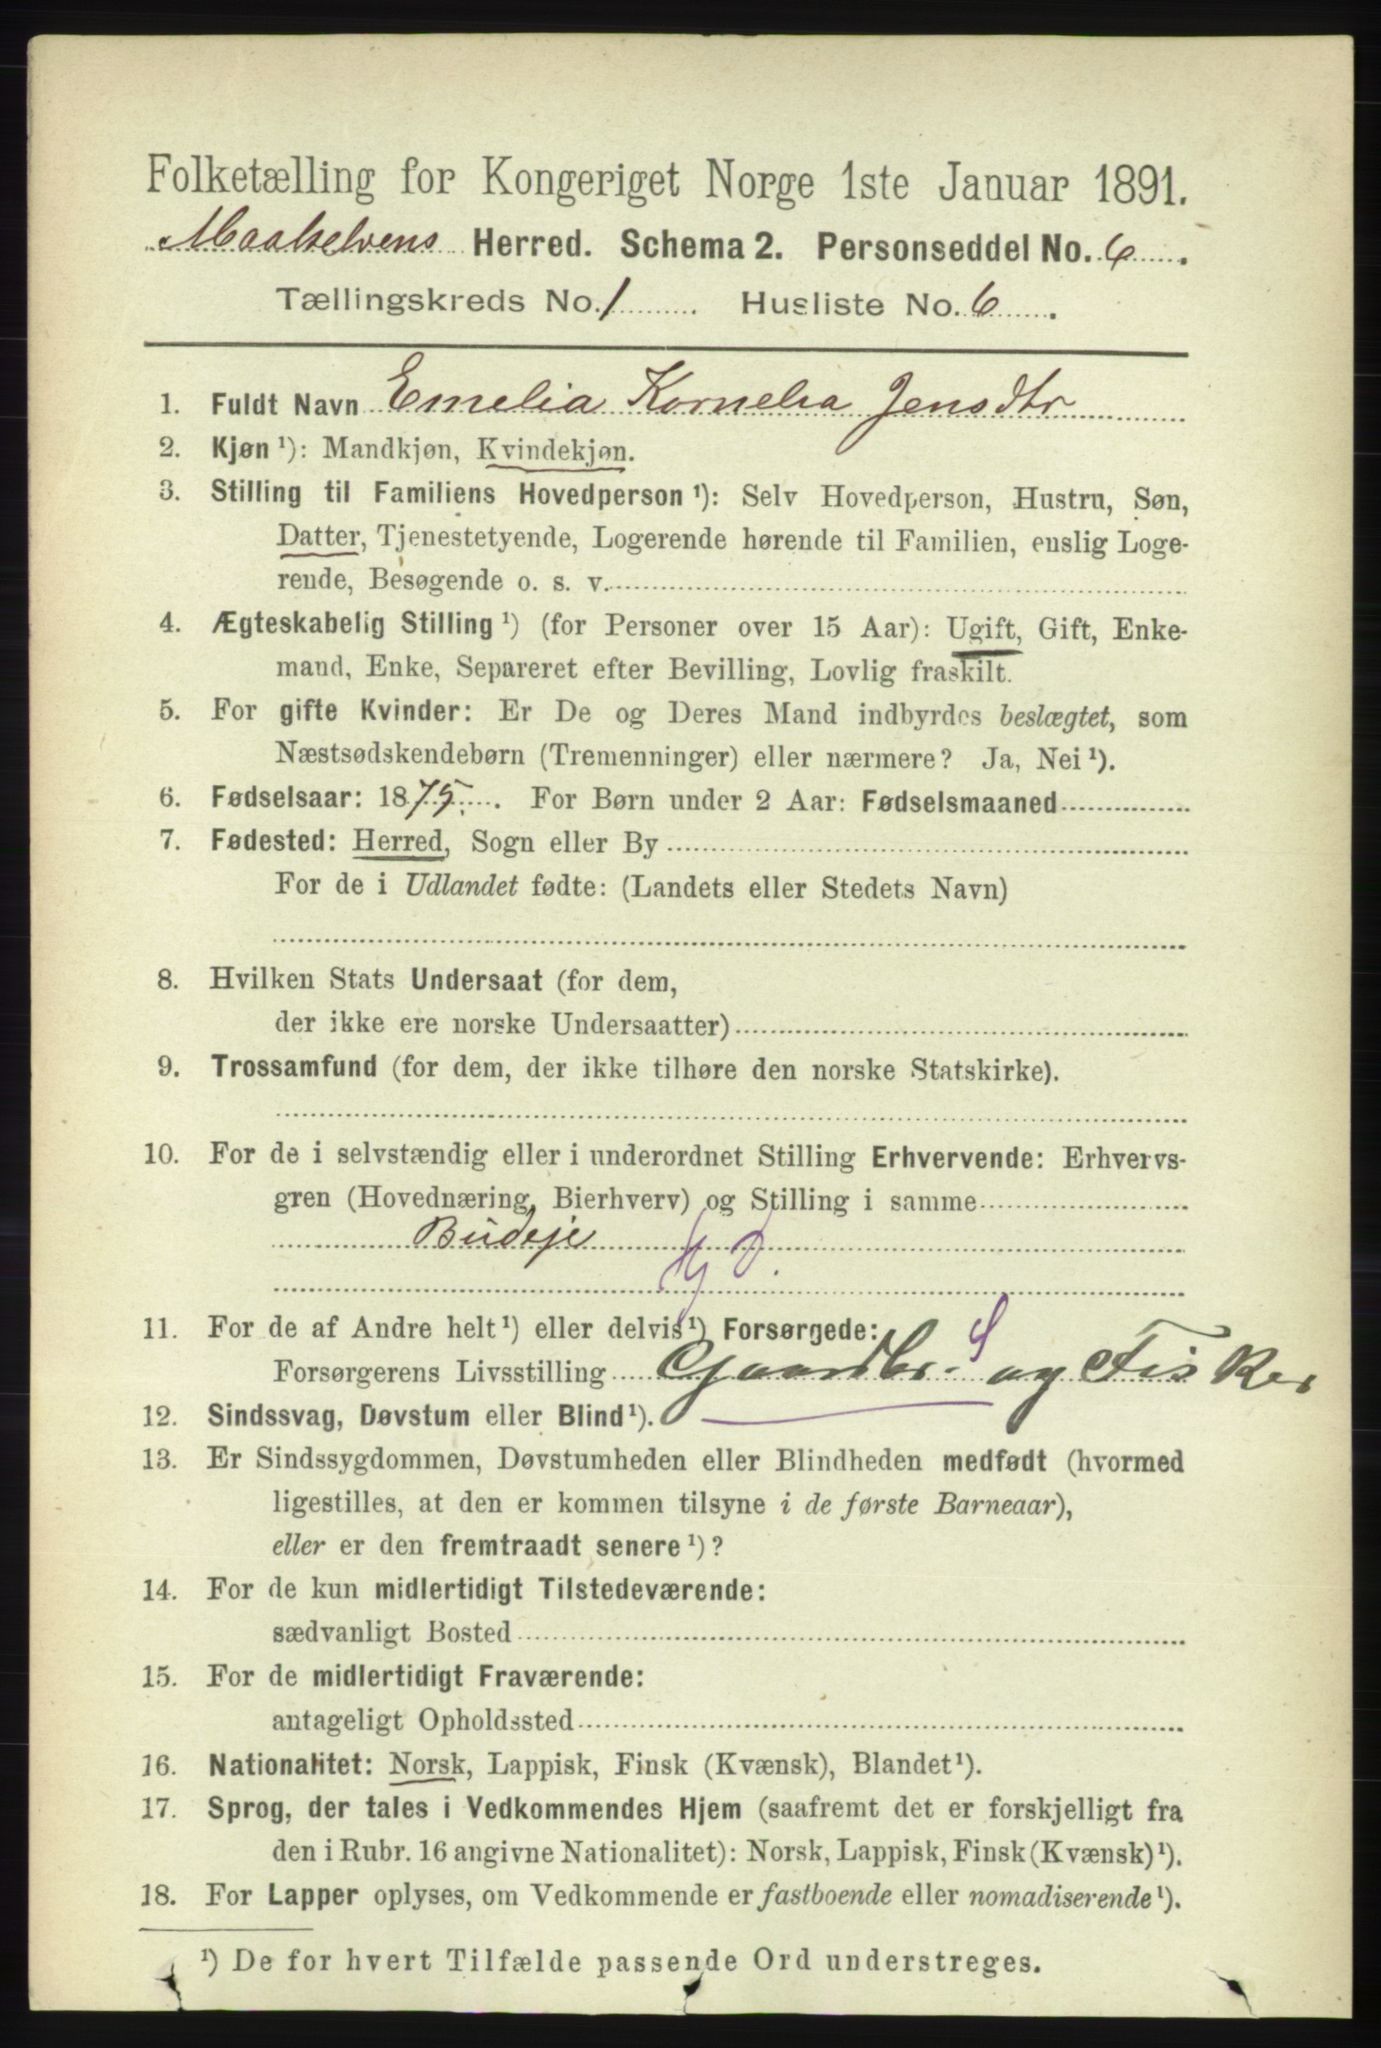 Folketælling for Kongeriget Norge 1ste Januar 1891.
Maalselvens Herred. Schema 2. Personseddel No. 6.
Tællingskreds No. 1. Husliste No. 6.
1. Fuldt Navn Emelia Kornelia Jensdtr
2. Kjøn ¹): Mandkjøn, Kvindekjøn.
3. Stilling til Familiens Hovedperson ¹): Selv Hovedperson, Hustru, Søn,
Datter, Tjenestetyende, Logerende hørende til Familien, enslig Loge-
rende, Besøgende o. s. v.
4. Ægteskabelig Stilling ¹) (for Personer over 15 Aar): Ugift, Gift, Enke-
mand, Enke, Separeret efter Bevilling, Lovlig fraskilt.
5. For gifte Kvinder: Er De og Deres Mand indbyrdes beslægtet, som
Næstsødskendebørn (Tremenninger) eller nærmere? Ja, Nei ¹).
6. Fødselsaar: 1875. For Børn under 2 Aar: Fødselsmaaned
7. Fødested: Herred, Sogn eller By
For de i Udlandet fødte: (Landets eller Stedets Navn)
8. Hvilken Stats Undersaat (for dem,
der ikke ere norske Undersaatter)
9. Trossamfund (for dem, der ikke tilhøre den norske Statskirke).
10. For de i selvstændig eller i underordnet Stilling Erhvervende: Erhvervs-
gren (Hovednæring, Bierhverv) og Stilling i samme
Budeje
11. For de af Andre helt ¹) eller delvis ¹) Forsørgede:
Forsørgerens Livsstilling Gaardbr. S og Fisker
12. Sindssvag, Døvstum eller Blind ¹).
13. Er Sindssygdommen, Døvstumheden eller Blindheden medfødt (hvormed
ligestilles, at den er kommen tilsyne i de første Barneaar),
eller er den fremtraadt senere ¹)?
14. For de kun midlertidigt Tilstedeværende:
sædvanligt Bosted
15. For de midlertidigt Fraværende:
antageligt Opholdssted
16. Nationalitet: Norsk, Lappisk, Finsk (Kvænsk), Blandet ¹).
17. Sprog, der tales i Vedkommendes Hjem (saafremt det er forskjelligt fra
den i Rubr. 16 angivne Nationalitet): Norsk, Lappisk, Finsk (Kvænsk) ¹).
18. For Lapper oplyses, om Vedkommende er fastboende eller nomadiserende ¹).
¹) De for hvert Tilfælde passende Ord understreges.